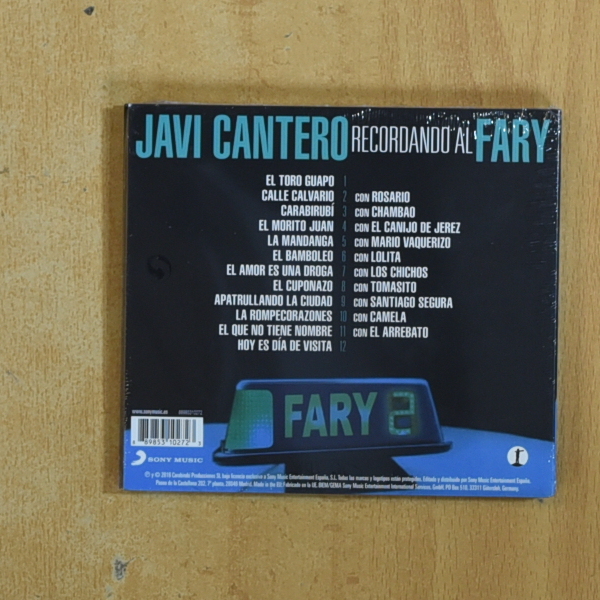 JAVI CANTERO RECORDANDO AL FARY
EL TORO GUAPO 1
CALLE CALVARIO 2 CON ROSARIO
CARABIRUBÍ 3 CON CHAMBAO
EL MORITO JUAN 4 CON EL CANIJO DE JEREZ
LA MANDANGA 5 CON MARIO VAQUERIZO
EL BAMBOLEO 6 CON LOLITA
EL AMOR ES UNA DROGA 7 CON LOS CHICHOS
EL CUPONAZO 8 CON TOMASITO
APATRULLANDO LA CIUDAD 9 CON SANTIAGO SEGURA
LA ROMPECORAZONES 10 CON CAMELA
EL QUE NO TIENE NOMBRE 11 CON EL ARREBATO
HOY ES DÍA DE VISITA 12
FARY 2
www.sonymusic.es
SONY MUSIC